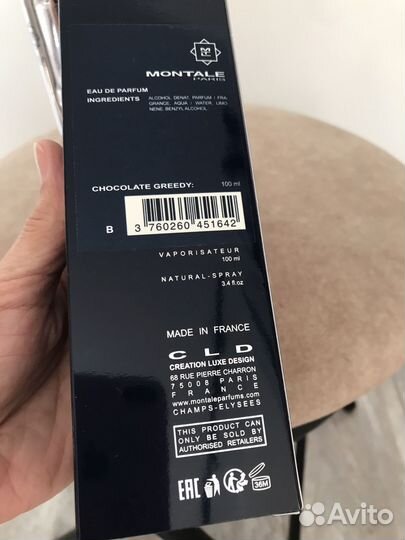 MONTALE
PARIS
EAU DE PARFUM
INGREDIENTS
ALCOHOL DENAT, PARFUM / FRA-
GRANCE, AQUA / WATER, LIMO
NENE BENZYL ALCOHOL.
CHOCOLATE GREEDY: 100 ml
B 3 760260 451642
VAPORISATEUR
100 ml
NATURAL-SPRAY
3.4 fl.oz
MADE IN FRANCE
CLD
CREATION LUXE DESIGN
68 RUE PIERRE CHARRON
75008 PARIS
FRANCE
www.montaleparfums.com
CHAMPS-ELYSEES
THIS PRODUCT CAN
ONLY BE SOLD BY
AUTHORISED RETAILERS
EAC 36M
Avito